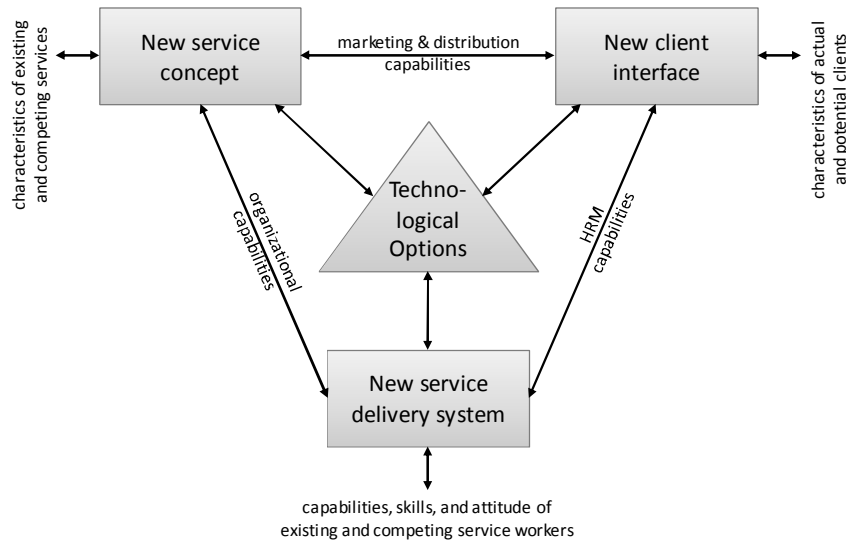 New service
concept
marketing & distribution
capabilities
New client
interface
characteristics of existing
and competing services
characteristics of actual
and potential clients
Techno-
logical
Options
organizational
capabilities
HRM
capabilities
New service
delivery system
capabilities, skills, and attitude of
existing and competing service workers